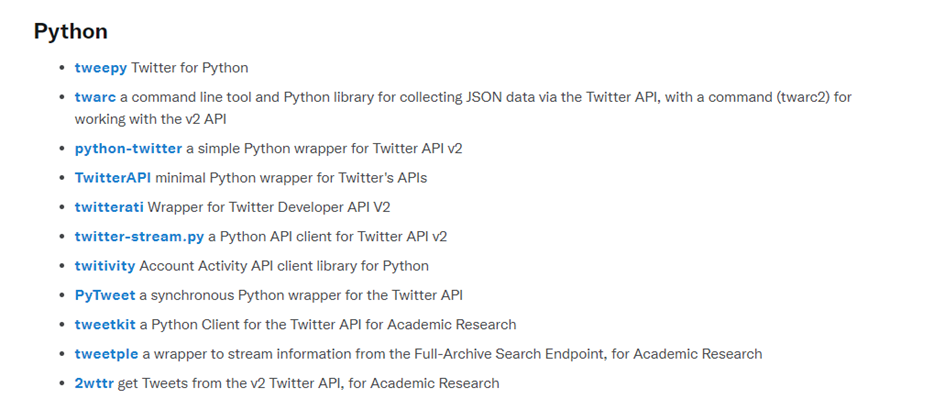 Python
• tweepy Twitter for Python
• twarc a command line tool and Python library for collecting JSON data via the Twitter API, with a command (twarc2) for
working with the v2 API
• python-twitter a simple Python wrapper for Twitter API v2
• TwitterAPI minimal Python wrapper for Twitter's APIs
• twitterati Wrapper for Twitter Developer API V2
• twitter-stream.py a Python API client for Twitter API v2
• twitivity Account Activity API client library for Python
• PyTweet a synchronous Python wrapper for the Twitter API
• tweetkit a Python Client for the Twitter API for Academic Research
• tweetple a wrapper to stream information from the Full-Archive Search Endpoint, for Academic Research
• 2wttr get Tweets from the v2 Twitter API, for Academic Research